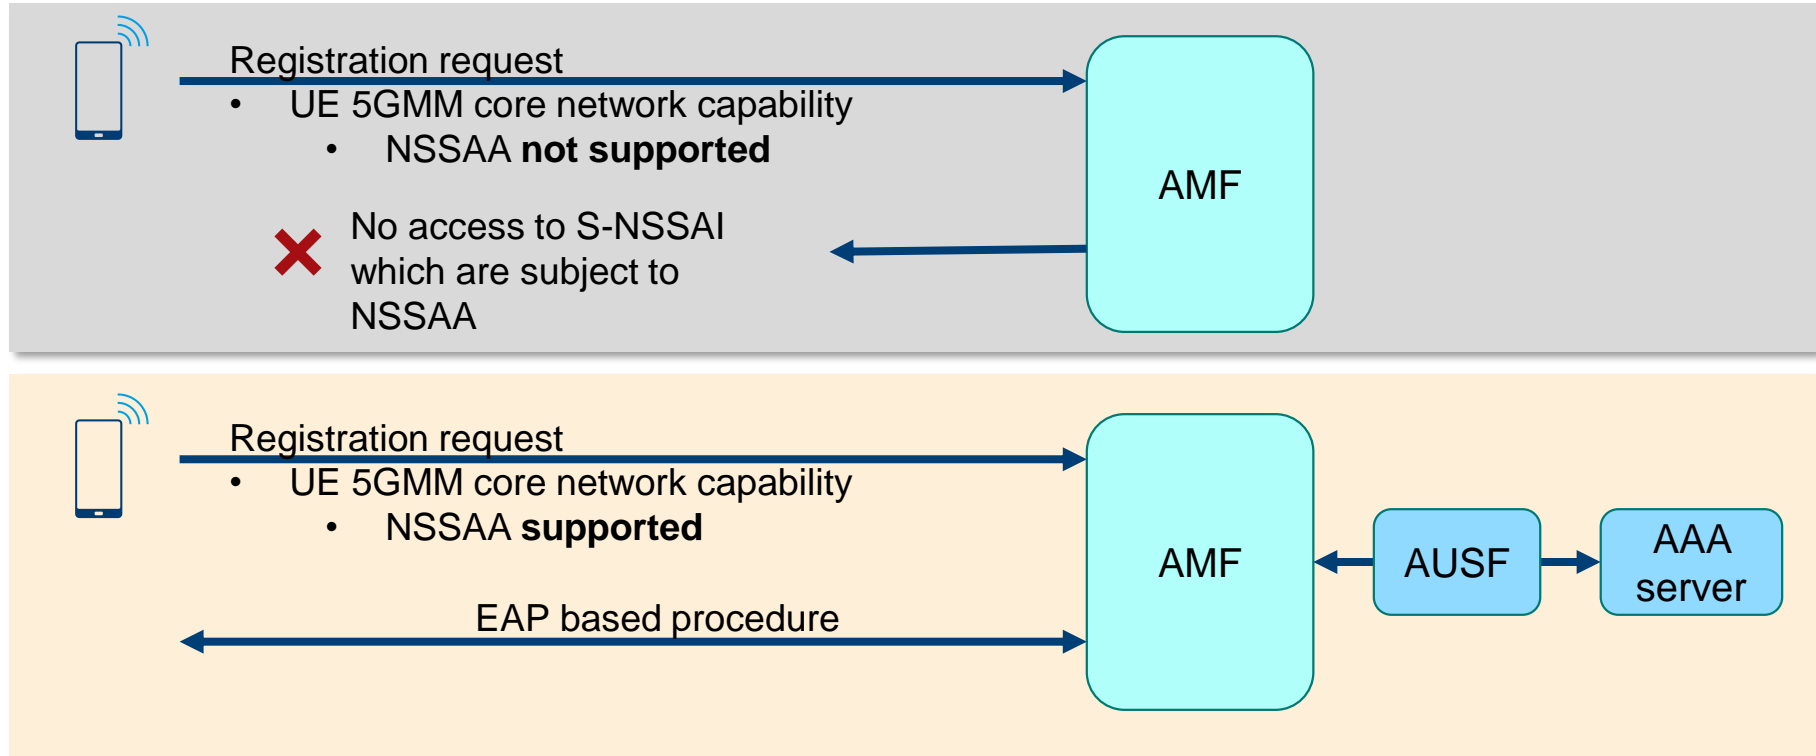 Registration request
• UE 5GMM core network capability
• NSSAA not supported
No access to S-NSSAI
which are subject to
NSSAA
AMF
Registration request
• UE 5GMM core network capability
• NSSAA supported
EAP based procedure
AMF
AUSF
AAA
server